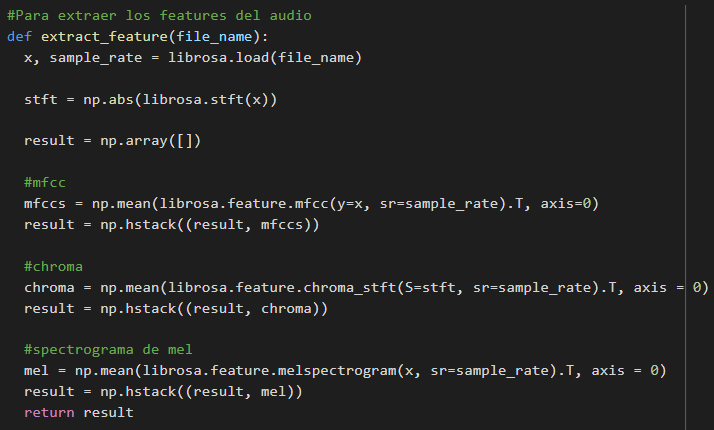 #Para extraer los features del audio
def extract_feature(file_name):
  x, sample_rate = librosa.load(file_name)

  stft = np.abs(librosa.stft(x))

  result = np.array([])

  #mfcc
  mfccs = np.mean(librosa.feature.mfcc(y=x, sr=sample_rate).T, axis=0)
  result = np.hstack((result, mfccs))

  #chroma
  chroma = np.mean(librosa.feature.chroma_stft(S=stft, sr=sample_rate).T, axis = 0)
  result = np.hstack((result, chroma))

  #spectrograma de mel
  mel = np.mean(librosa.feature.melspectrogram(x, sr=sample_rate).T, axis = 0)
  result = np.hstack((result, mel))
  return result